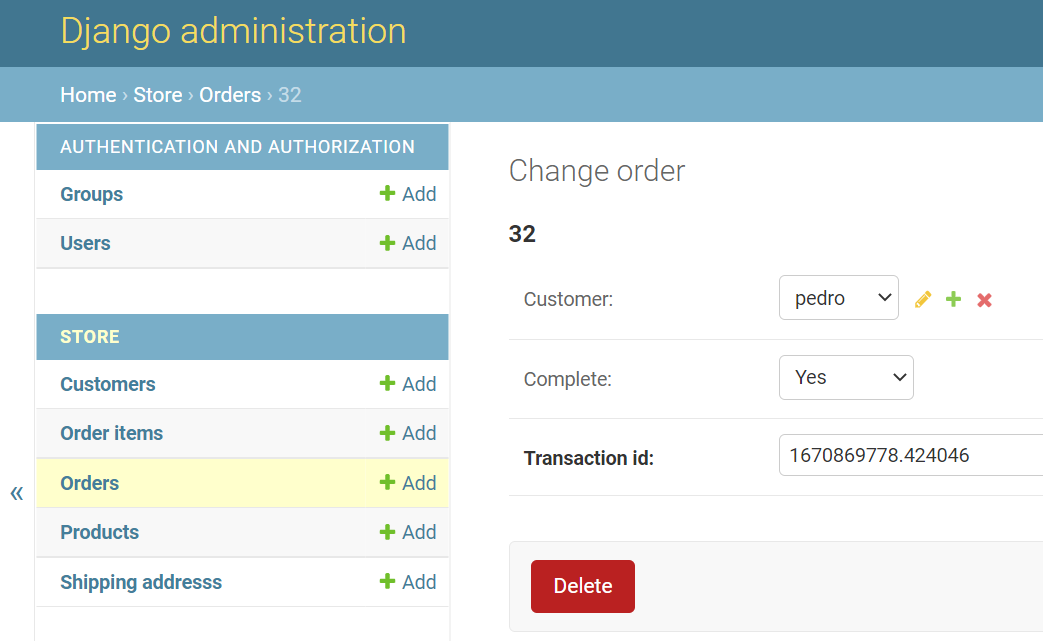 Django administration
Home › Store › Orders › 32
AUTHENTICATION AND AUTHORIZATION
Groups + Add
Users + Add
STORE
Customers + Add
Order items + Add
Orders + Add
Products + Add
Shipping addresss + Add
«
Change order
32
Customer: pedro
Complete: Yes
Transaction id: 1670869778.424046
Delete